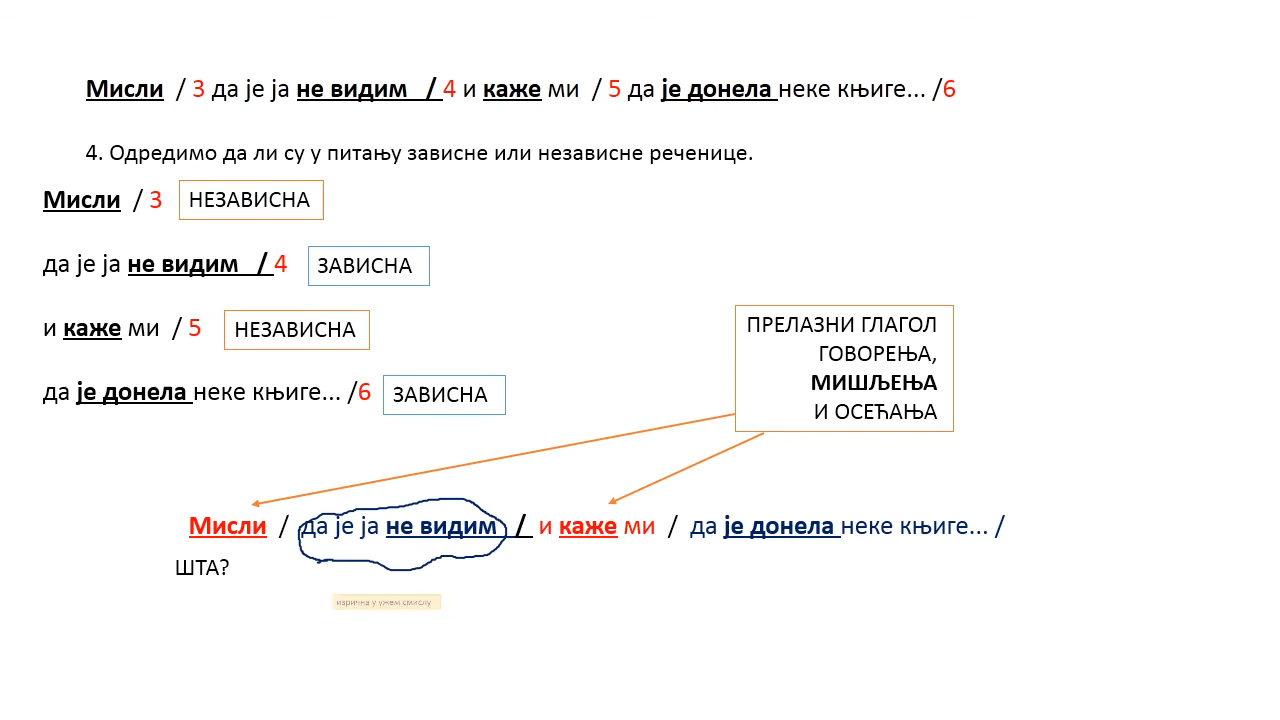 Мисли / 3 да је ја не видим / 4 и каже ми / 5 да је донела неке књиге... /6
4. Одредимо да ли су у питању зависне или независне реченице.
Мисли / 3 НЕЗАВИСНА
да је ја не видим / 4 ЗАВИСНА
и каже ми / 5 НЕЗАВИСНА
да је донела неке књиге... /6 ЗАВИСНА
ПРЕЛАЗНИ ГЛАГОЛ
ГОВОРЕЊА,
МИШЉЕЊА
И ОСЕЋАЊА
Мисли / да је ја не видим / и каже ми / да је донела неке књиге... /
ШТА?
изрична у ужем смислу